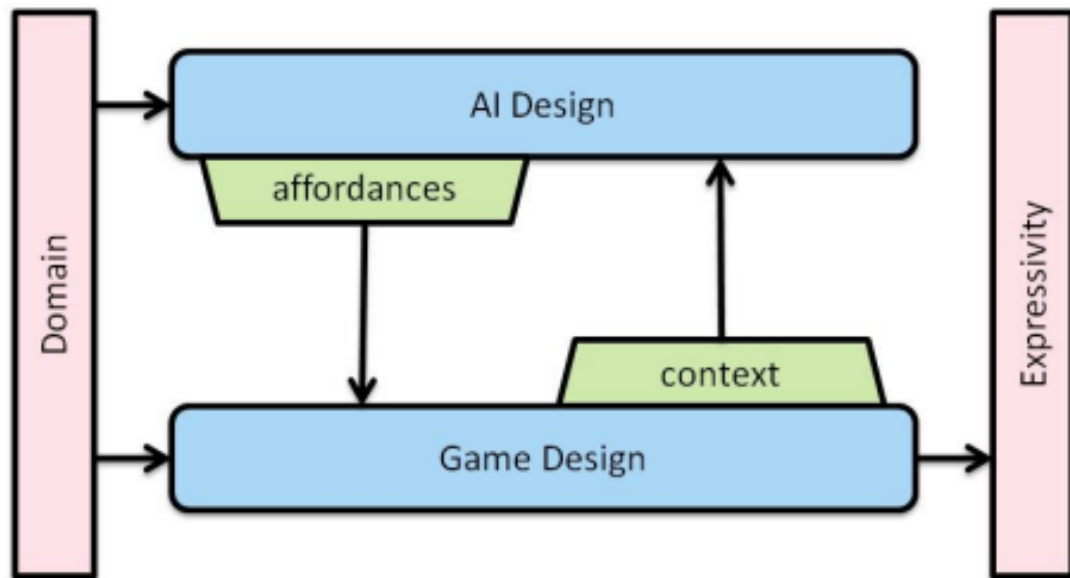 Domain
AI Design
affordances
context
Game Design
Expressivity